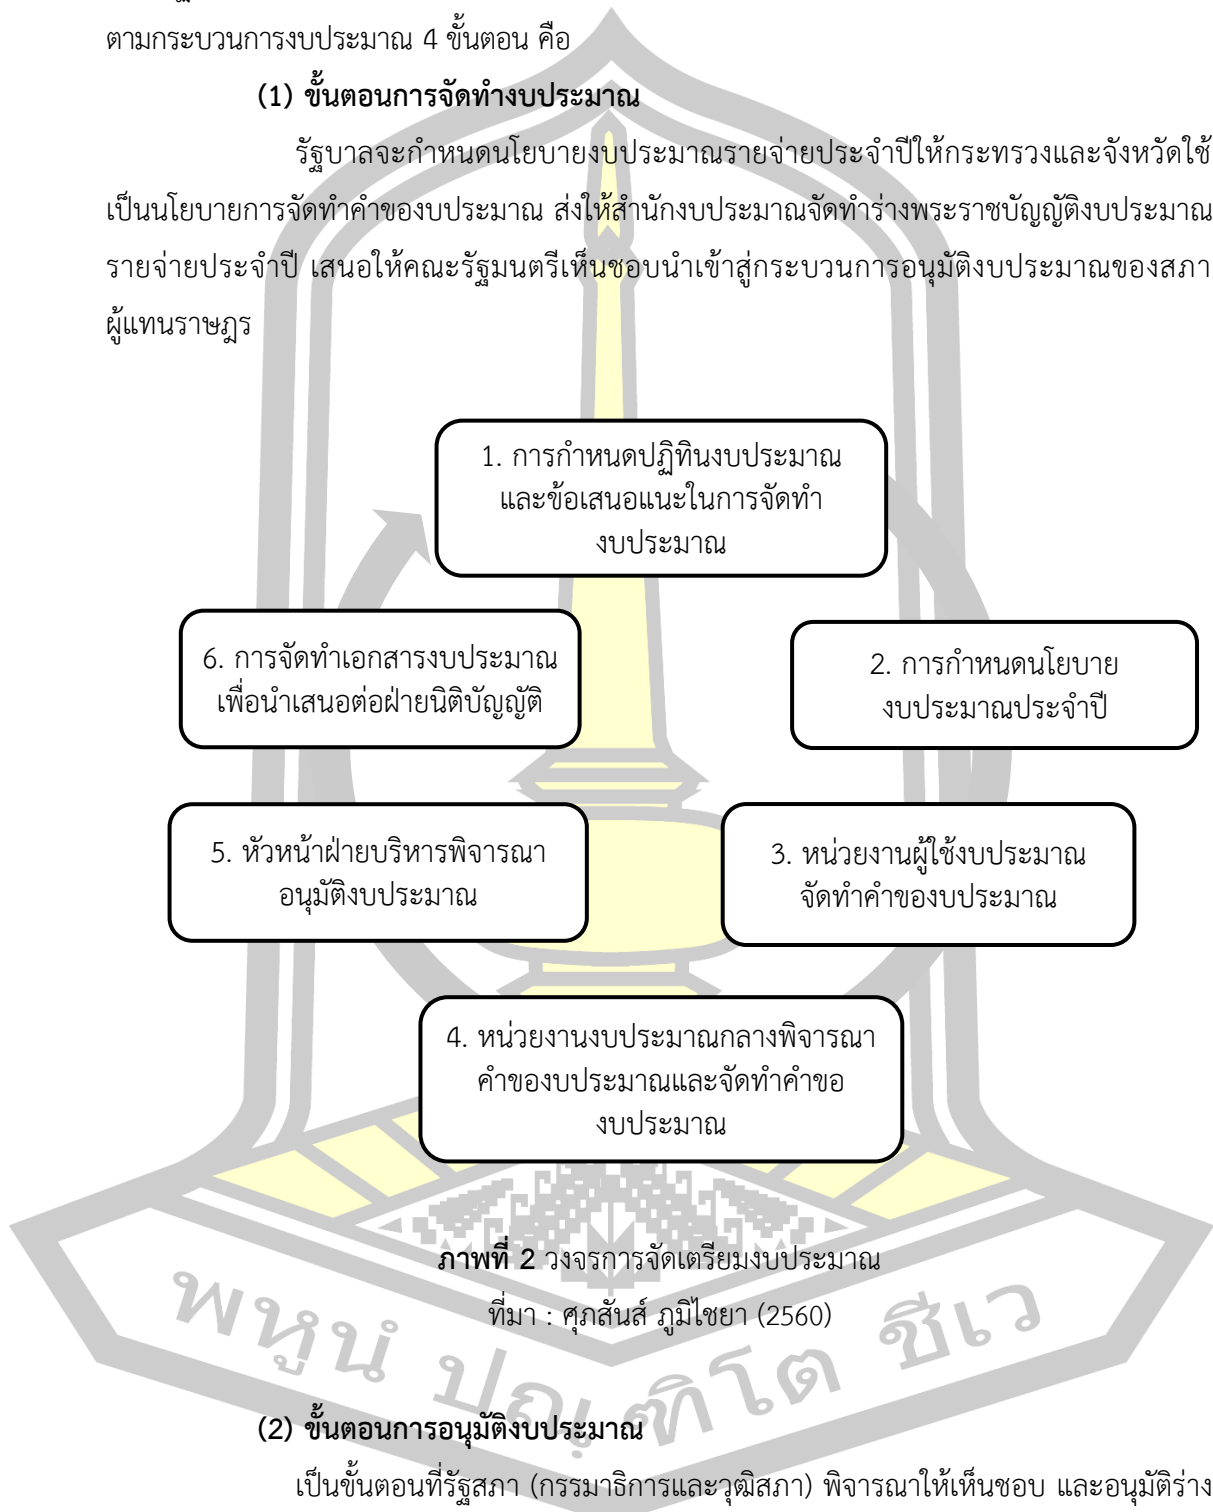 ตามกระบวนการงบประมาณ 4 ขั้นตอน คือ
(1) ขั้นตอนการจัดทำงบประมาณ
รัฐบาลจะกำหนดนโยบายงบประมาณรายจ่ายประจำปีให้กระทรวงและจังหวัดใช้
เป็นนโยบายการจัดทำคำของบประมาณ ส่งให้สำนักงบประมาณจัดทำร่างพระราชบัญญัติงบประมาณ
รายจ่ายประจำปี เสนอให้คณะรัฐมนตรีเห็นชอบนำเข้าสู่กระบวนการอนุมัติงบประมาณของสภา
ผู้แทนราษฎร
1. การกำหนดปฏิทินงบประมาณ
และข้อเสนอแนะในการจัดทำ
งบประมาณ
2. การกำหนดนโยบาย
งบประมาณประจำปี
3. หน่วยงานผู้ใช้งบประมาณ
จัดทำคำของบประมาณ
4. หน่วยงานงบประมาณกลางพิจารณา
คำของบประมาณและจัดทำคำขอ
งบประมาณ
5. หัวหน้าฝ่ายบริหารพิจารณา
อนุมัติงบประมาณ
6. การจัดทำเอกสารงบประมาณ
เพื่อนำเสนอต่อฝ่ายนิติบัญญัติ
ภาพที่ 2 วงจรการจัดเตรียมงบประมาณ
ที่มา : ศุภสันส์ ภูมิไชยา (2560)
พหูนํ ปณฺฑิโต ชีเว
(2) ขั้นตอนการอนุมัติงบประมาณ
เป็นขั้นตอนที่รัฐสภา (กรรมาธิการและวุฒิสภา) พิจารณาให้เห็นชอบ และอนุมัติร่าง